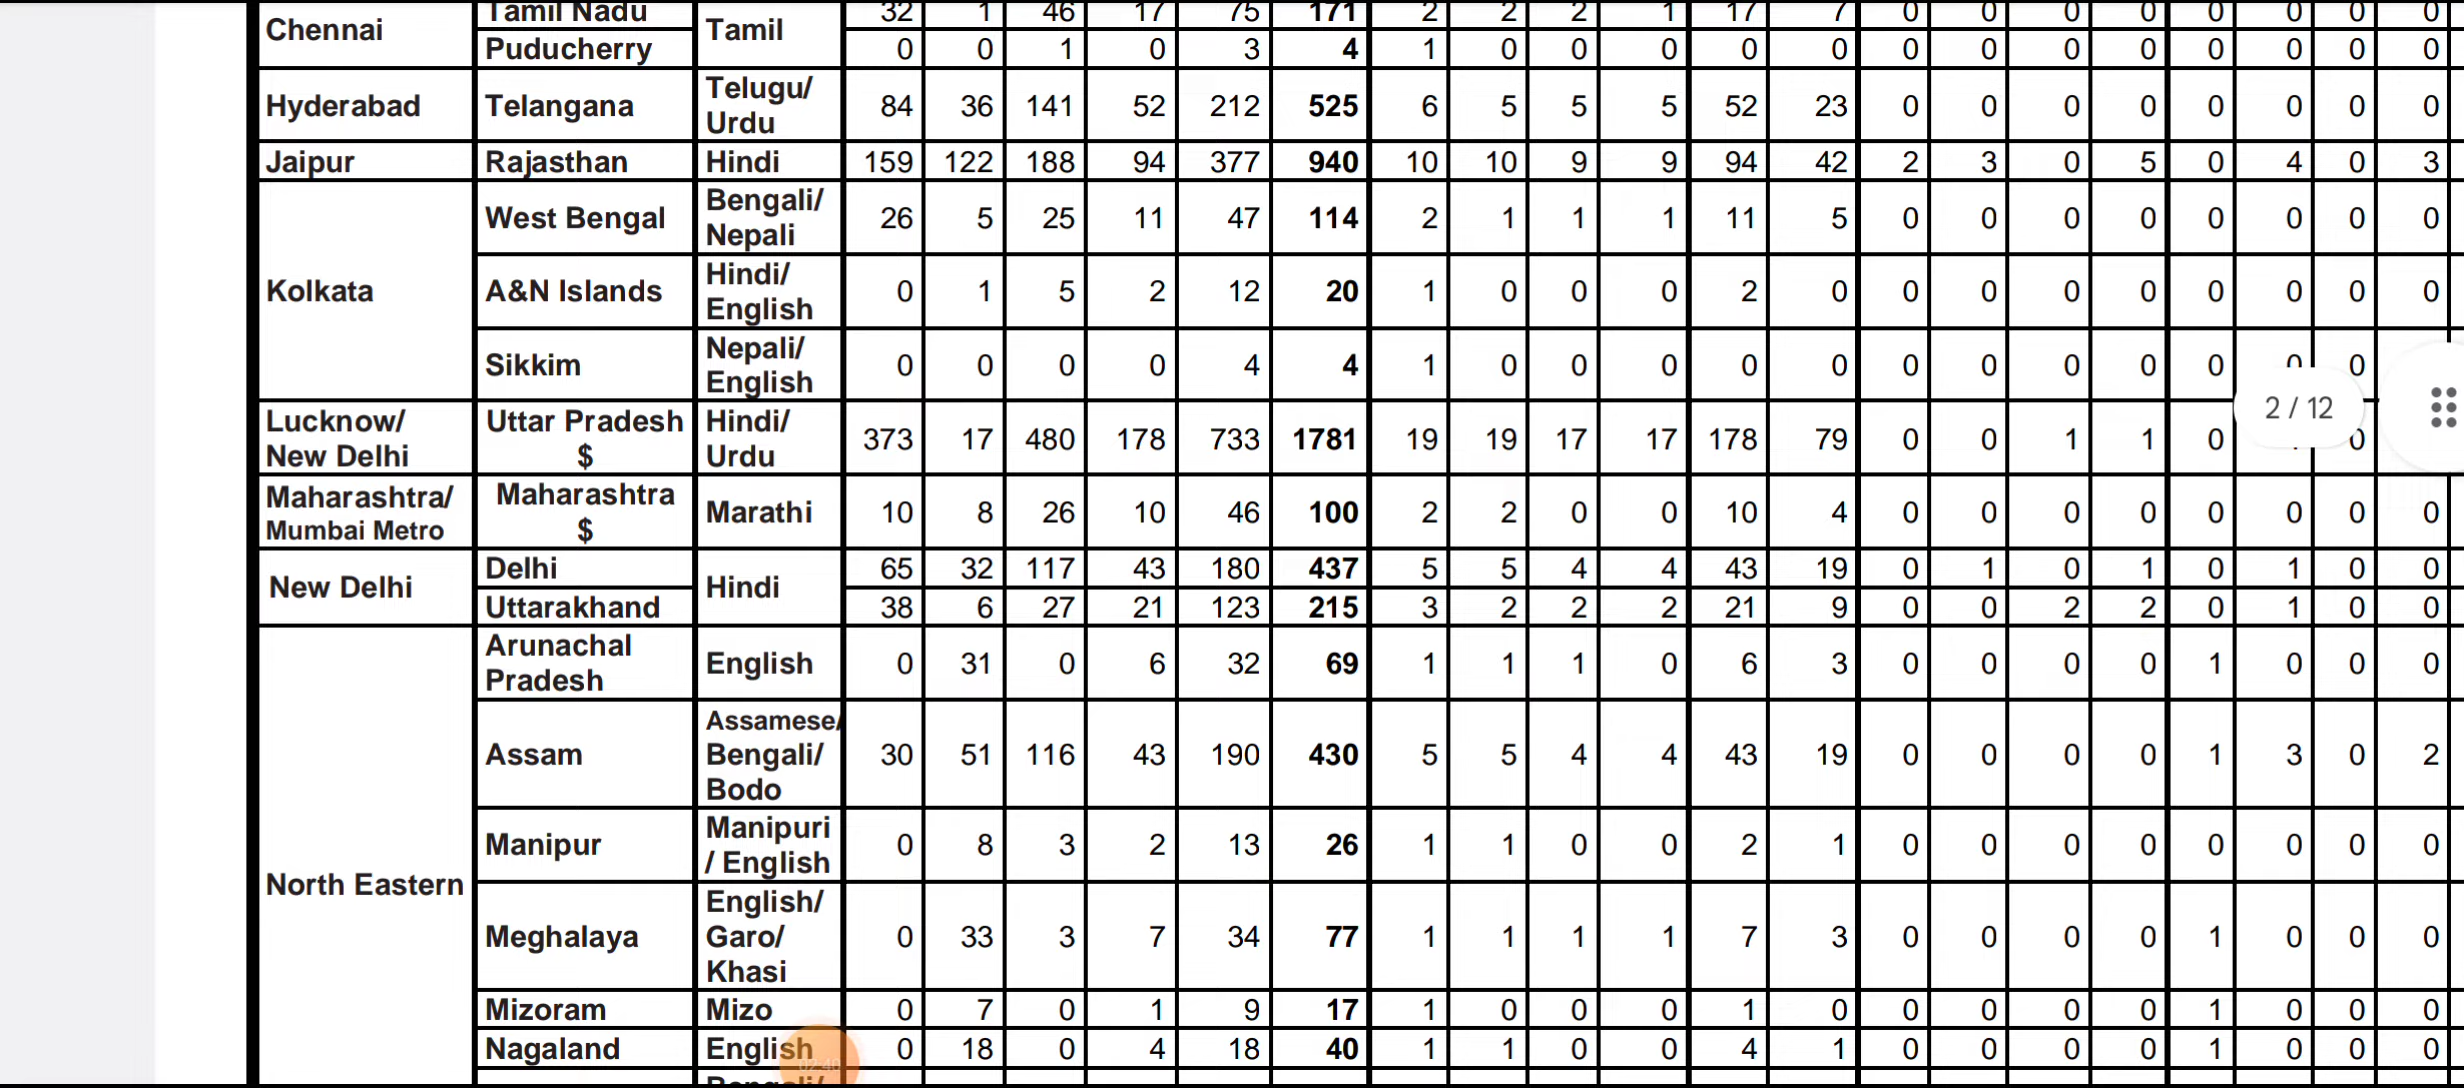 Chennai Tamil Nadu Tamil 32 1 46 17 75 171 2 2 2 1 17 7 0 0 0 0 0 0 0 0
Puducherry 0 0 1 0 3 4 1 0 0 0 0 0 0 0 0 0 0 0 0 0
Hyderabad Telangana Telugu/
Urdu 84 36 141 52 212 525 6 5 5 5 52 23 0 0 0 0 0 0 0 0
Jaipur Rajasthan Hindi 159 122 188 94 377 940 10 10 9 9 94 42 2 3 0 5 0 4 0 3
Kolkata
West Bengal Bengali/
Nepali 26 5 25 11 47 114 2 1 1 1 11 5 0 0 0 0 0 0 0 0
A&N Islands Hindi/
English 0 1 5 2 12 20 1 0 0 0 2 0 0 0 0 0 0 0 0 0
Sikkim Nepali/
English 0 0 0 0 4 4 1 0 0 0 0 0 0 0 0 0 0 0 0
2 / 12
Lucknow/
New Delhi Uttar Pradesh
$ Hindi/
Urdu 373 17 480 178 733 1781 19 19 17 17 178 79 0 0 1 1 0 0
Maharashtra/
Mumbai Metro Maharashtra
$ Marathi 10 8 26 10 46 100 2 2 0 0 10 4 0 0 0 0 0 0 0 0
New Delhi Delhi Hindi 65 32 117 43 180 437 5 5 4 4 43 19 0 1 0 1 0 1 0 0
Uttarakhand 38 6 27 21 123 215 3 2 2 2 21 9 0 0 2 2 0 1 0 0
North Eastern
Arunachal
Pradesh English 0 31 0 6 32 69 1 1 1 0 6 3 0 0 0 0 1 0 0 0
Assam Assamese/
Bengali/
Bodo 30 51 116 43 190 430 5 5 4 4 43 19 0 0 0 0 1 3 0 2
Manipur Manipuri
/ English 0 8 3 2 13 26 1 1 0 0 2 1 0 0 0 0 0 0 0 0
Meghalaya English/
Garo/
Khasi 0 33 3 7 34 77 1 1 1 1 7 3 0 0 0 0 1 0 0 0
Mizoram Mizo 0 7 0 1 9 17 1 0 0 0 1 0 0 0 0 0 1 0 0 0
Nagaland English 0 18 0 4 18 40 1 1 0 0 4 1 0 0 0 0 1 0 0 0